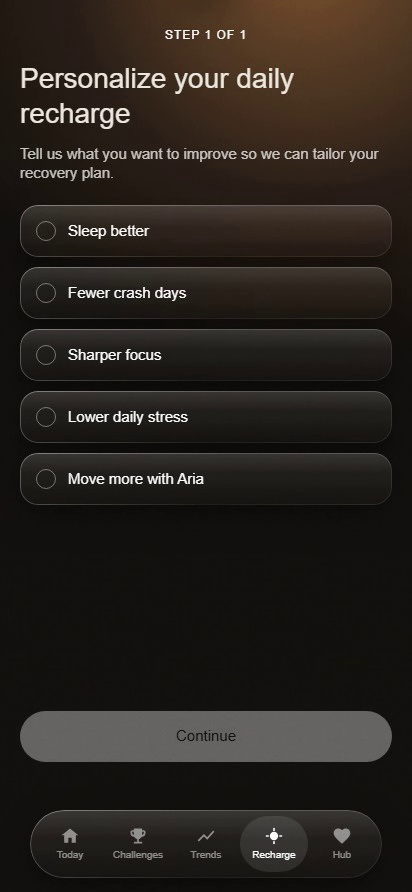 STEP 1 OF 1
Personalize your daily
recharge
Tell us what you want to improve so we can tailor your
recovery plan.
Sleep better
Fewer crash days
Sharper focus
Lower daily stress
Move more with Aria
Continue
Today
Challenges
Trends
Recharge
Hub